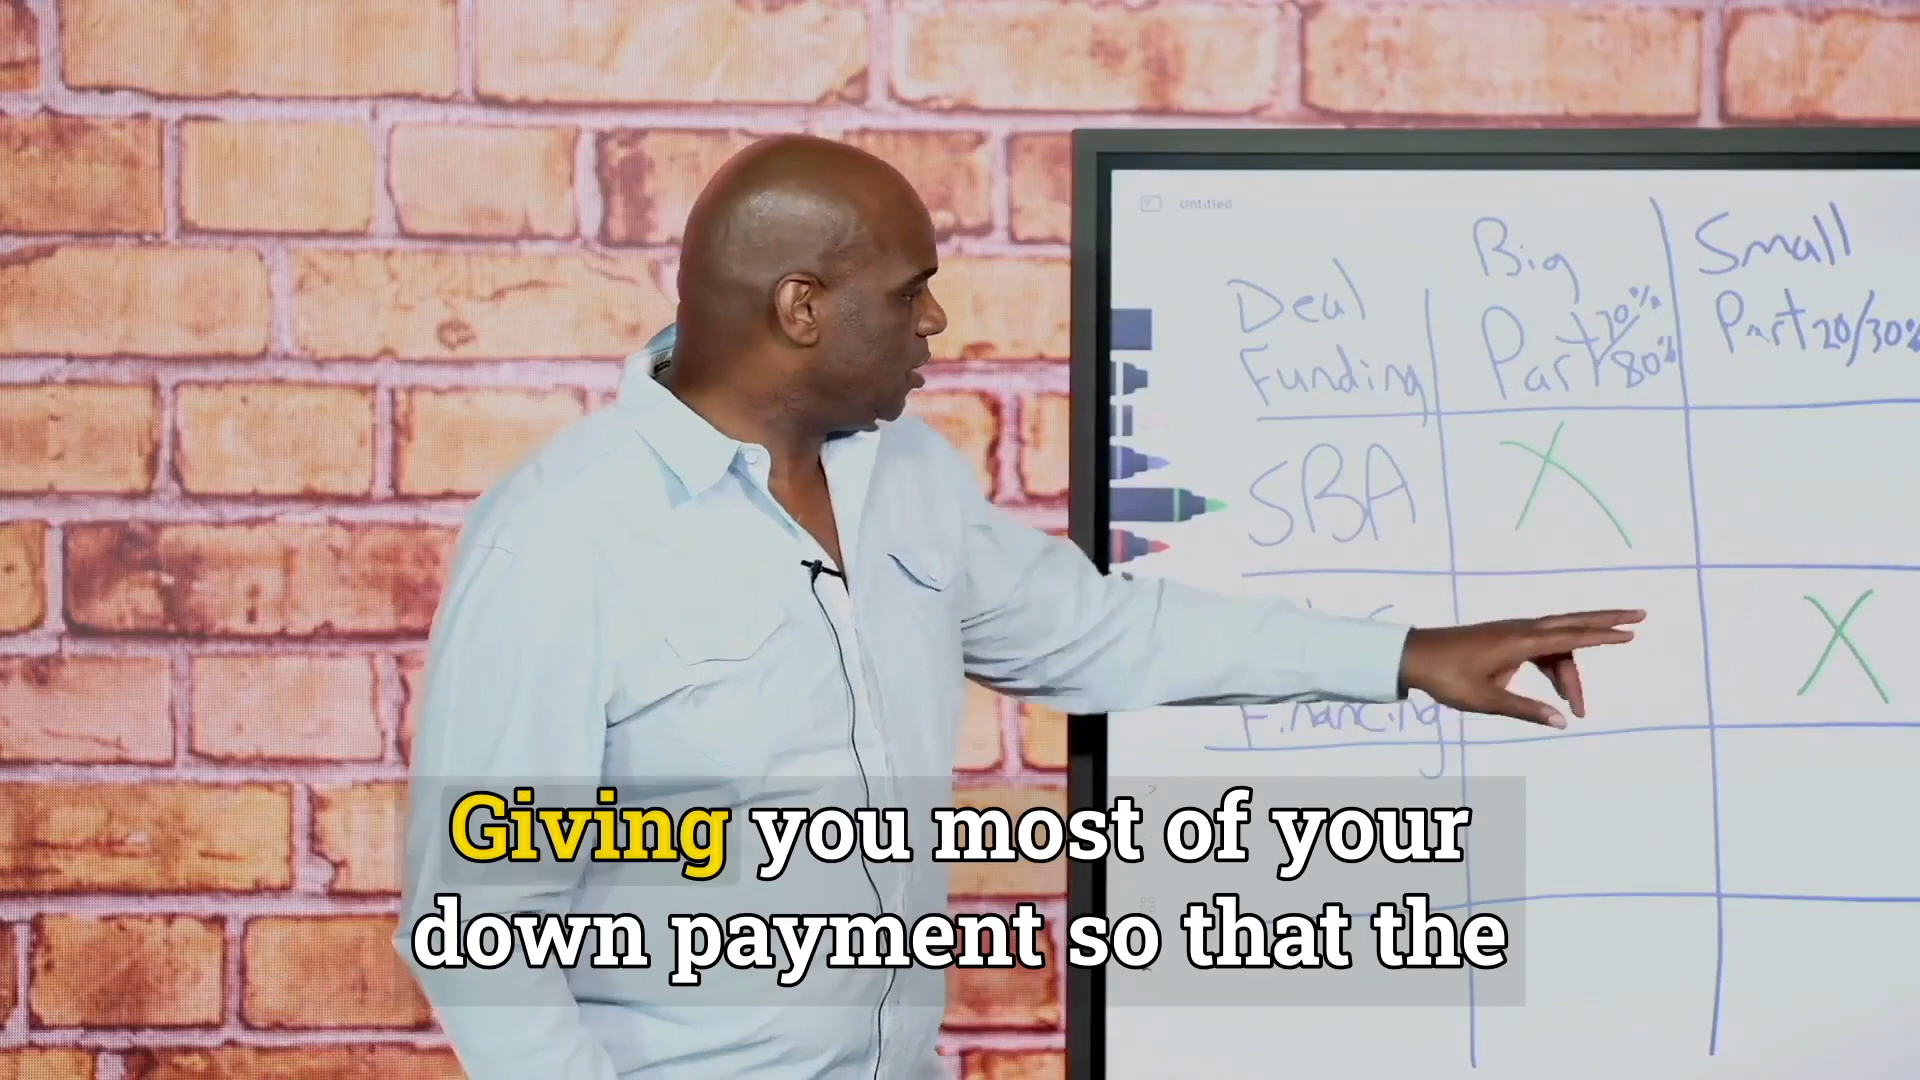 Untitled
Big
Small
Deal
Part 70%/80%
Part 20/30%
Funding
SBA
Financing
Giving you most of your
down payment so that the